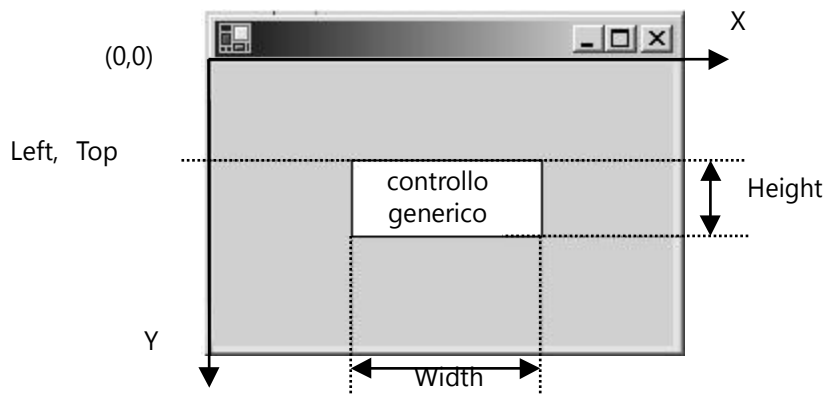 X
(0,0)
Left, Top
controllo
generico
Height
Y
Width